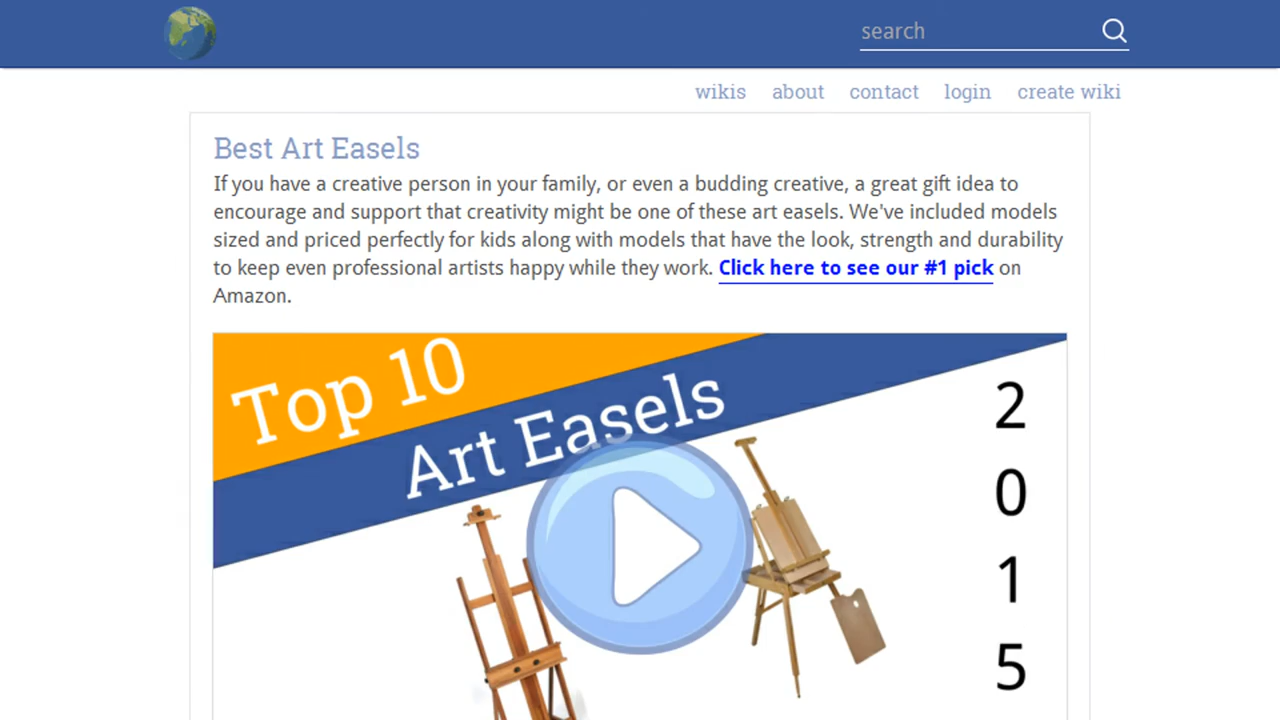 search
wikis about contact login create wiki
Best Art Easels
If you have a creative person in your family, or even a budding creative, a great gift idea to
encourage and support that creativity might be one of these art easels. We've included models
sized and priced perfectly for kids along with models that have the look, strength and durability
to keep even professional artists happy while they work. Click here to see our #1 pick on
Amazon.
Top 10
Art Easels
2
0
1
5